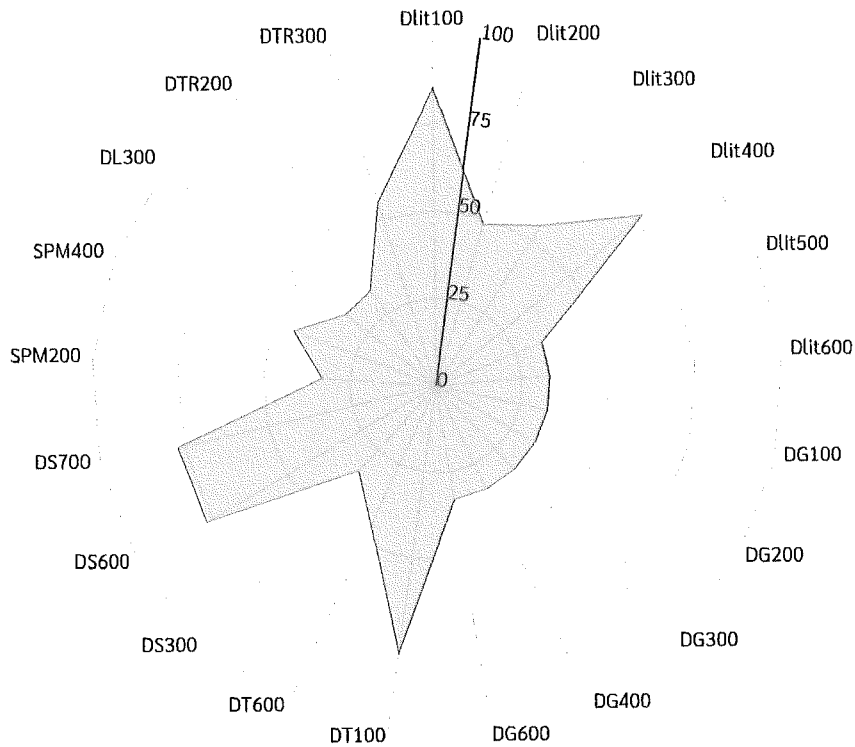 Dlit100
100
Dlit200
DTR300
Dlit300
DTR200
75
Dlit400
DL300
50
Dlit500
SPM400
25
Dlit600
SPM200
0
DG100
DS700
DG200
DS600
DG300
DS300
DG400
DT600
DG600
DT100